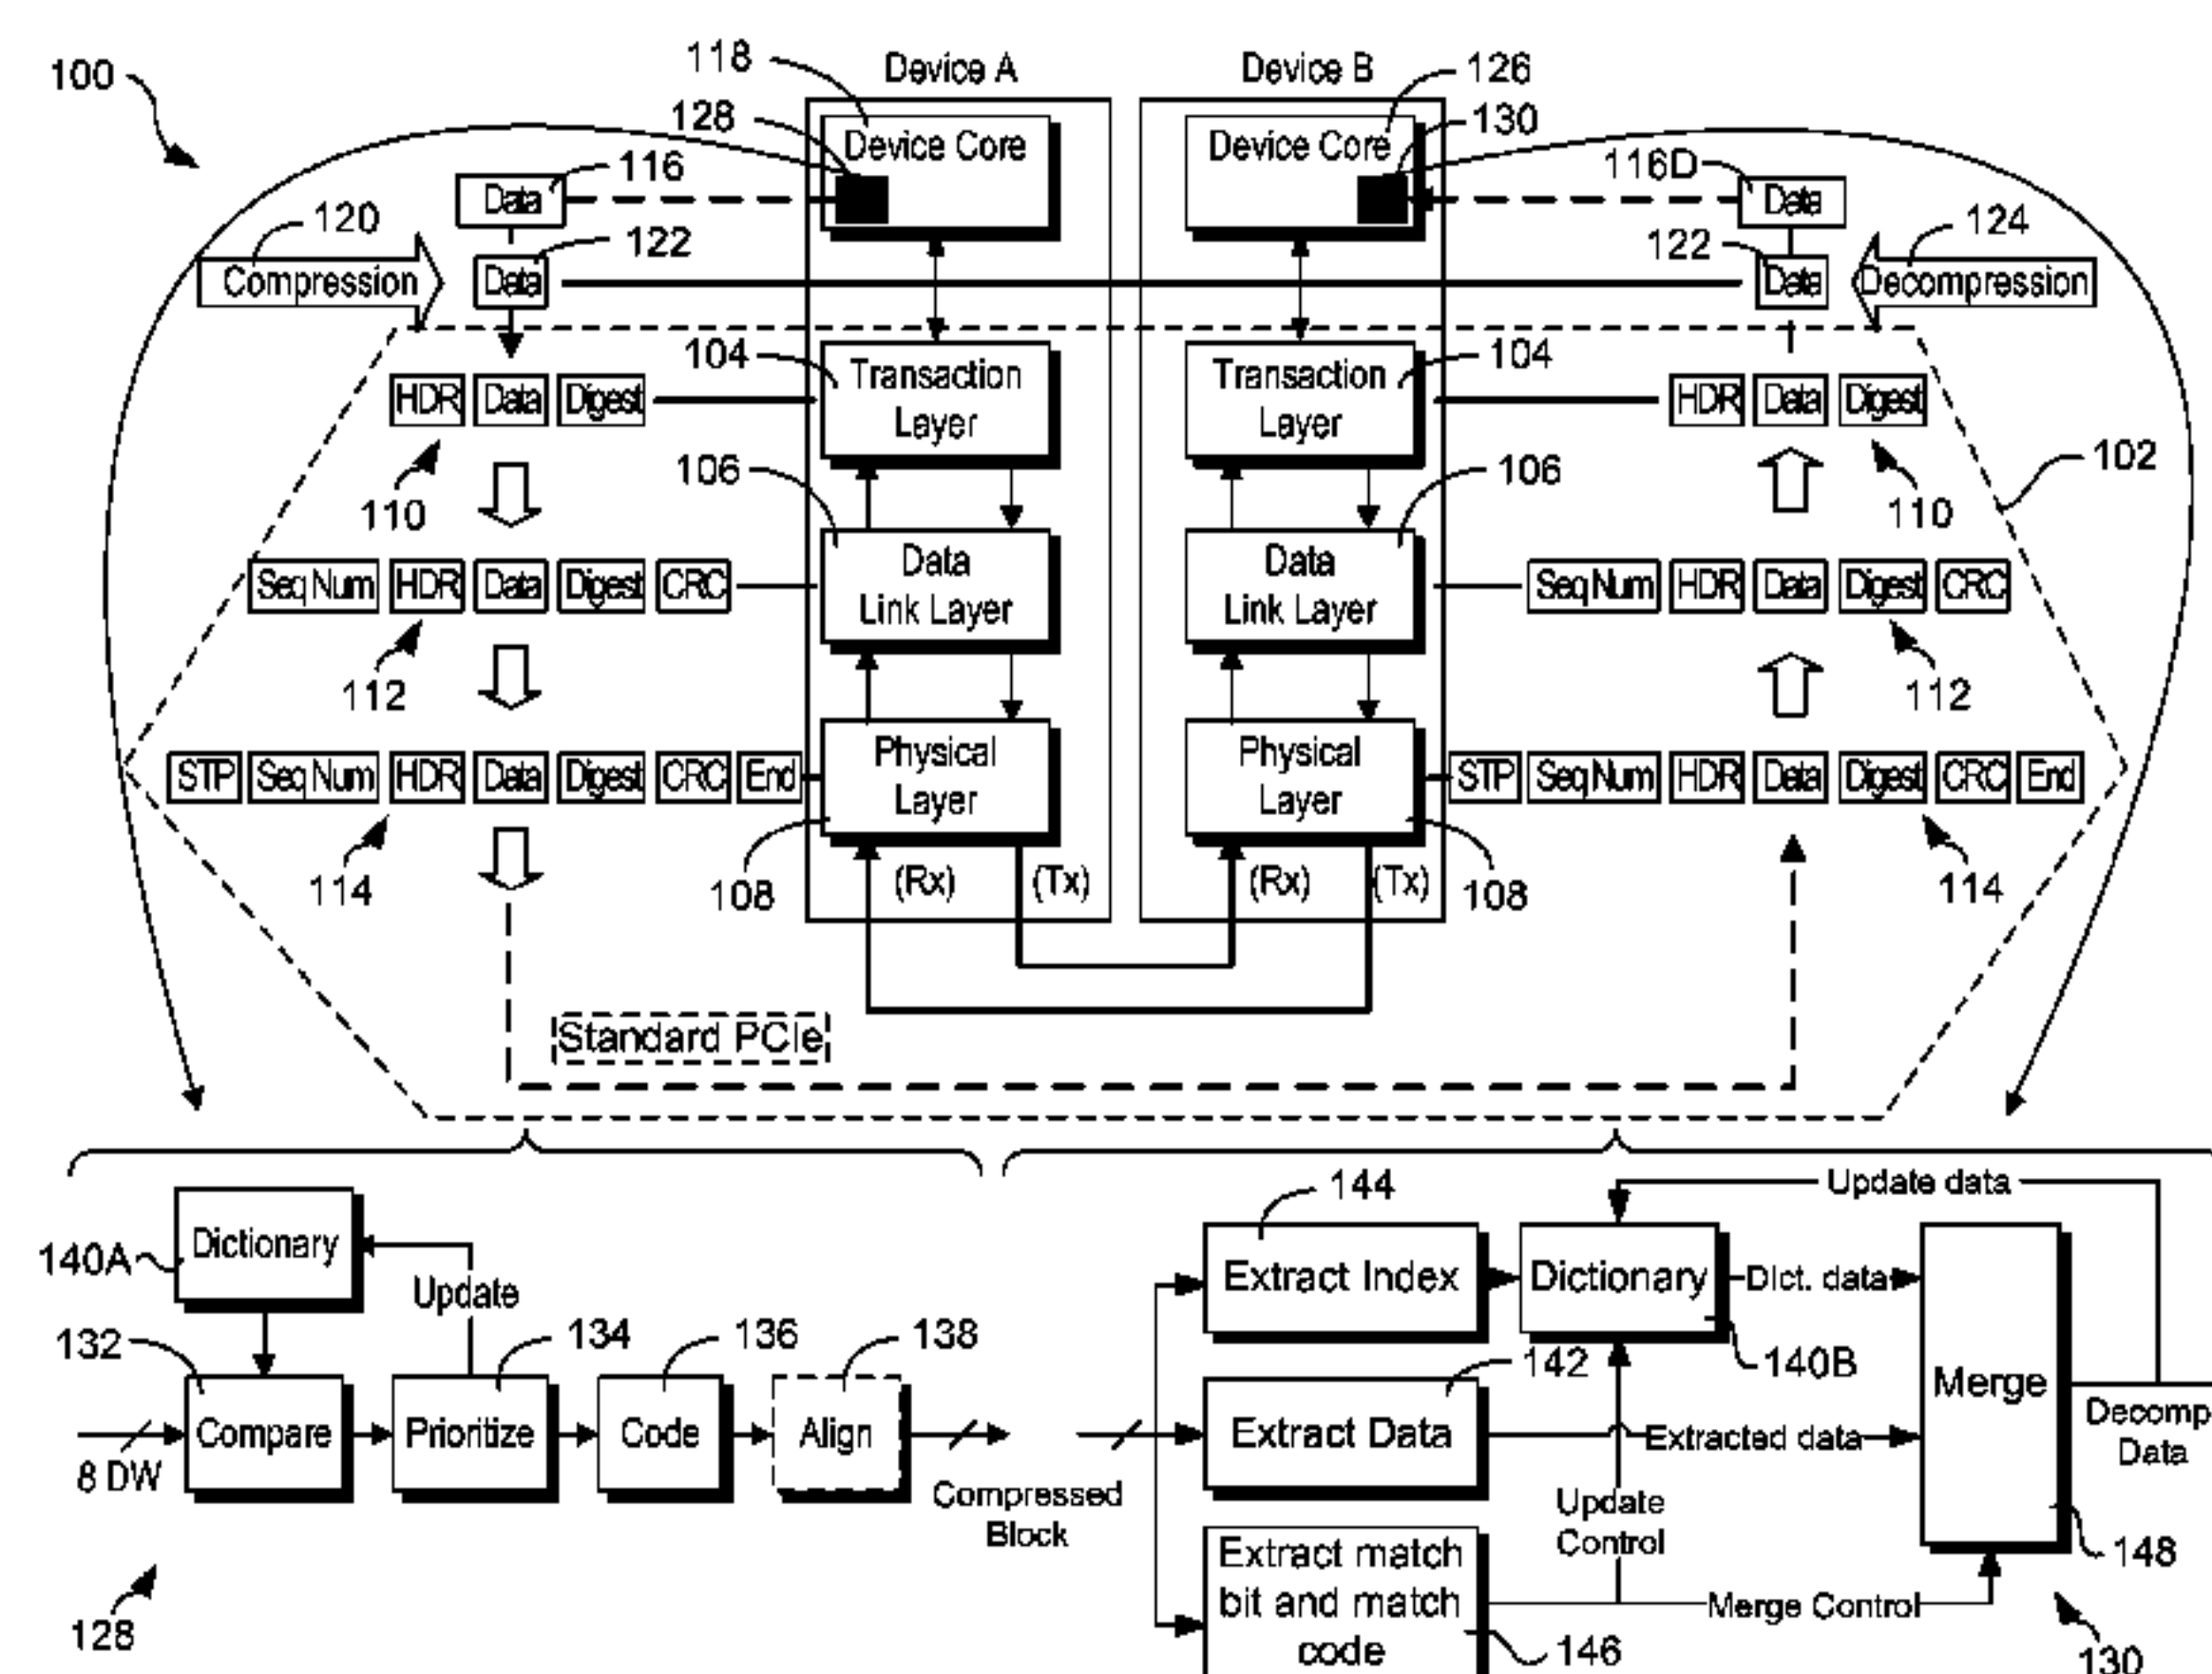 100
118
Device A
Device B
126
128
130
Device Core
Device Core
116
116D
Data
Data
120
122
122
124
Compression
Data
Data
Decompression
104
Transaction
Layer
Transaction
Layer
104
HDR Data Digest
HDR Data Digest
102
110
106
106
110
Seq Num HDR Data Digest CRC
Data
Link Layer
Data
Link Layer
Seq Num HDR Data Digest CRC
112
112
STP Seq Num HDR Data Digest CRC End
Physical
Layer
Physical
Layer
STP Seq Num HDR Data Digest CRC End
114
108
(Rx)
(Tx)
(Rx)
(Tx)
108
114
Standard PCIe
140A
Dictionary
Update
132
134
136
138
8 DW
Compare
Prioritize
Code
Align
Compressed
Block
128
144
Update data
Extract Index
Dictionary
Dict. data
142
140B
Merge
Extract Data
Extracted data
Decomp
Data
Update
Control
Extract match
bit and match
code
Merge Control
148
146
130